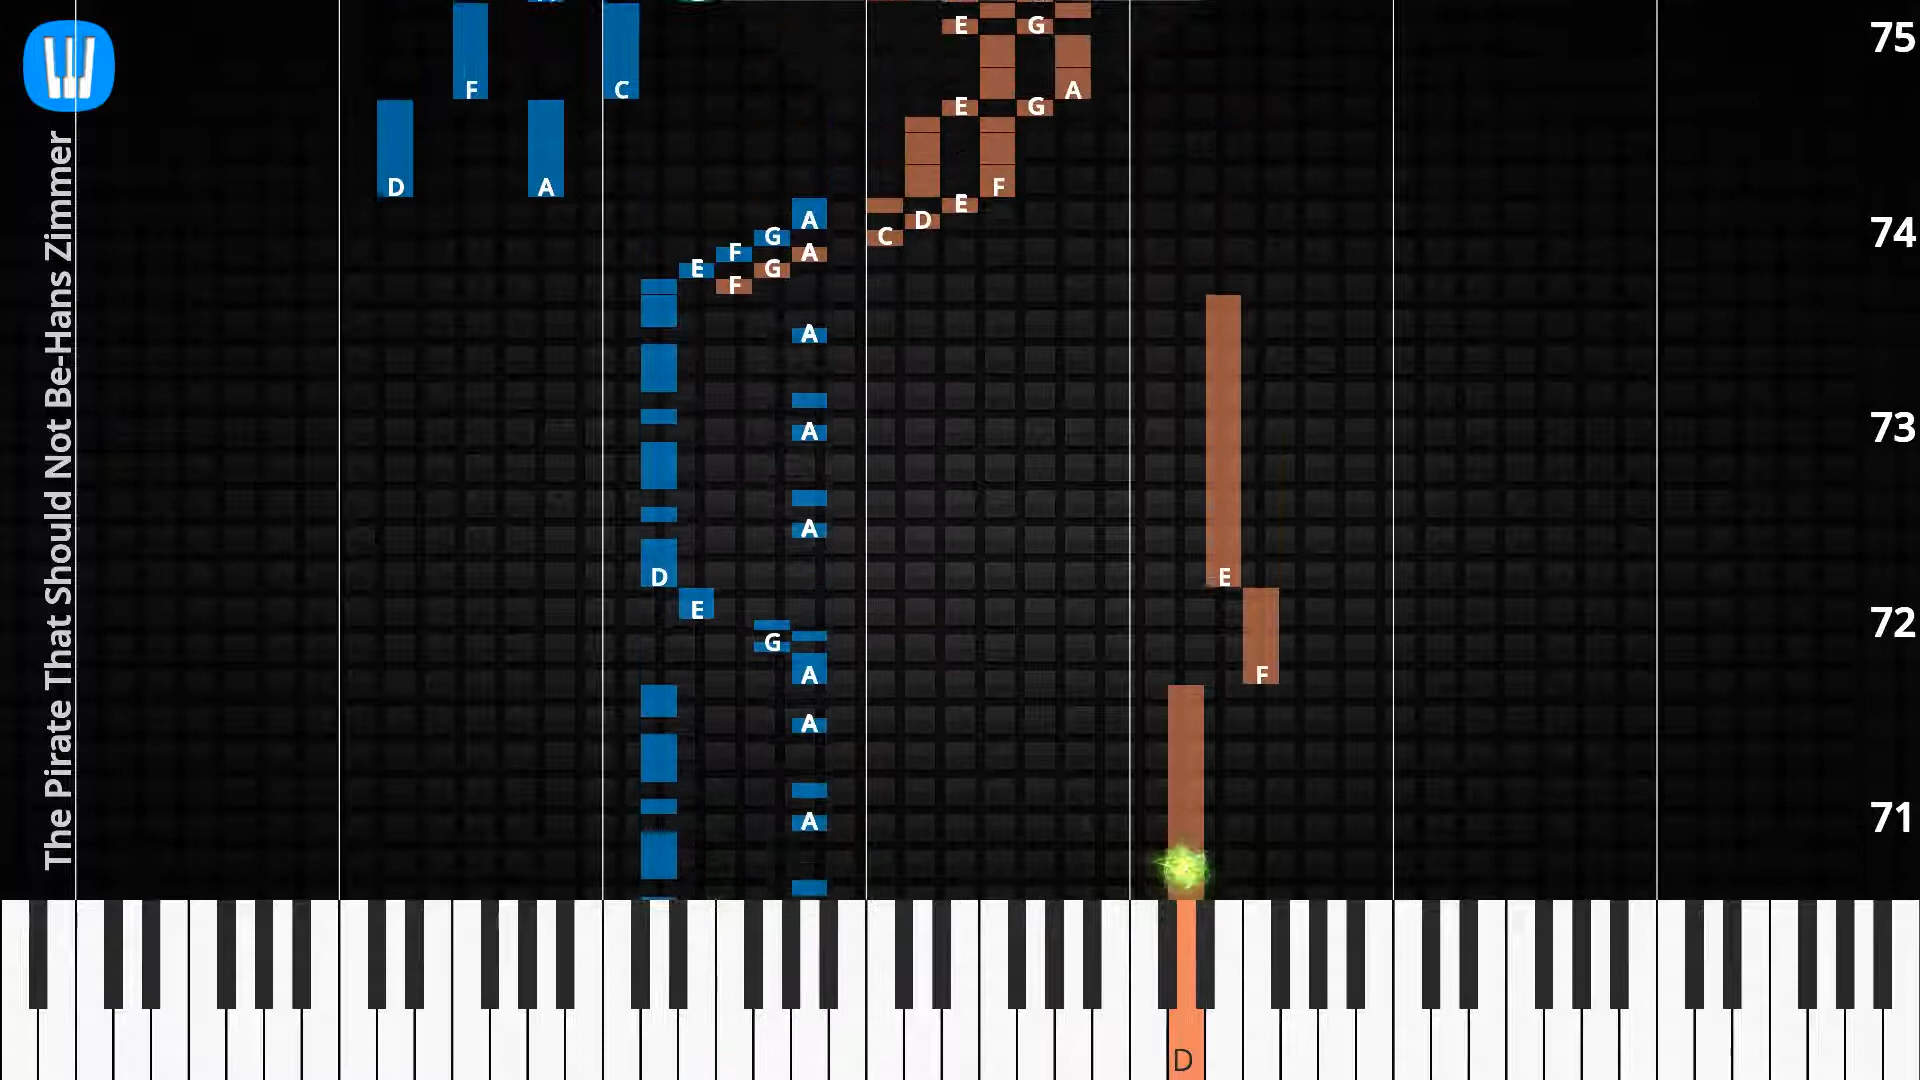 The Pirate That Should Not Be-Hans Zimmer
E G 75
F C A
E G
D A F
A E
G D 74
G C
F A
E G
F
A
A 73
A
D E
E
G 72
A F
A
A 71
D